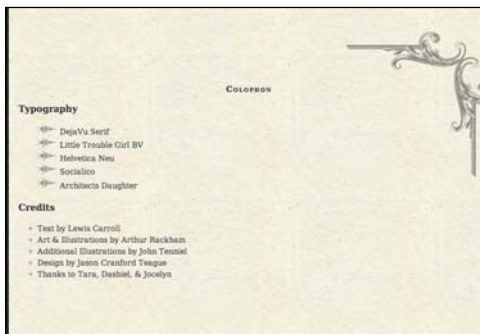 Colophon
Typography
DejaVu Serif
Little Trouble Girl BV
Helvetica Neu
Socialico
Architects Daughter
Credits
Text by Lewis Carroll
Art & Illustrations by Arthur Rackham
Additional Illustrations by John Tenniel
Design by Jason Cranford Teague
Thanks to Tara, Dashiel, & Jocelyn